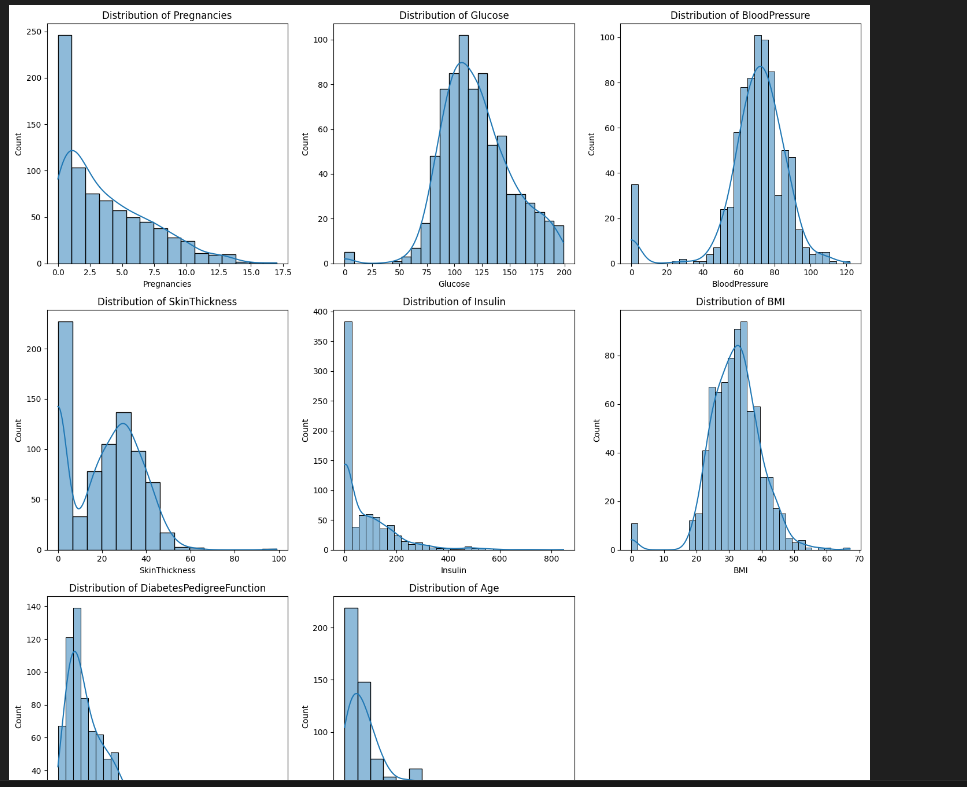 Distribution of Pregnancies
Distribution of Glucose
Distribution of BloodPressure
250
200
150
100
50
0
Count
0.0 2.5 5.0 7.5 10.0 12.5 15.0 17.5
Pregnancies
100
80
60
40
20
0
Count
0 25 50 75 100 125 150 175 200
Glucose
100
80
60
40
20
0
Count
0 20 40 60 80 100 120
BloodPressure
Distribution of SkinThickness
Distribution of Insulin
Distribution of BMI
200
150
100
50
0
Count
0 20 40 60 80 100
SkinThickness
400
350
300
250
200
150
100
50
0
Count
0 200 400 600 800
Insulin
80
60
40
20
0
Count
0 10 20 30 40 50 60 70
BMI
Distribution of DiabetesPedigreeFunction
Distribution of Age
140
120
100
80
60
40
Count
200
150
100
Count